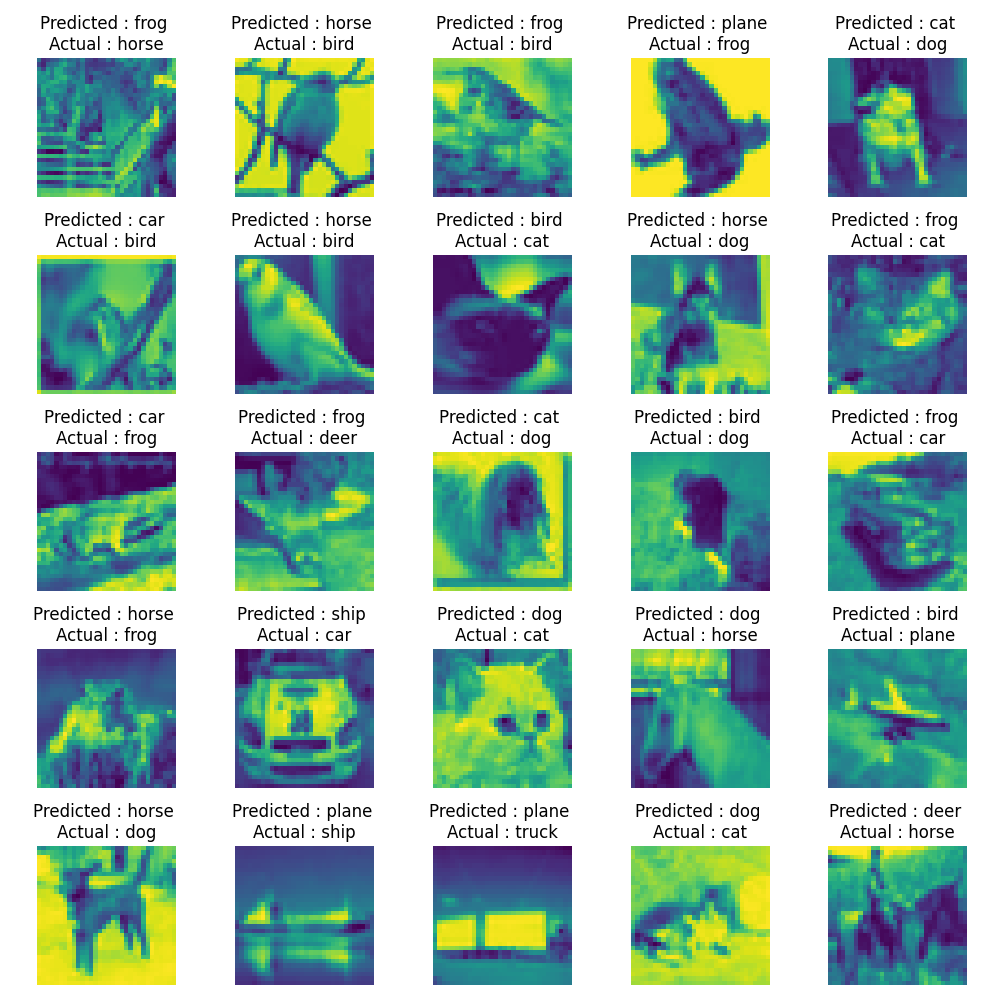 Predicted : frog
Actual : horse
Predicted : horse
Actual : bird
Predicted : frog
Actual : bird
Predicted : plane
Actual : frog
Predicted : cat
Actual : dog
Predicted : car
Actual : bird
Predicted : horse
Actual : bird
Predicted : bird
Actual : cat
Predicted : horse
Actual : dog
Predicted : frog
Actual : cat
Predicted : car
Actual : frog
Predicted : frog
Actual : deer
Predicted : cat
Actual : dog
Predicted : bird
Actual : dog
Predicted : frog
Actual : car
Predicted : horse
Actual : frog
Predicted : ship
Actual : car
Predicted : dog
Actual : cat
Predicted : dog
Actual : horse
Predicted : bird
Actual : plane
Predicted : horse
Actual : dog
Predicted : plane
Actual : ship
Predicted : plane
Actual : truck
Predicted : dog
Actual : cat
Predicted : deer
Actual : horse